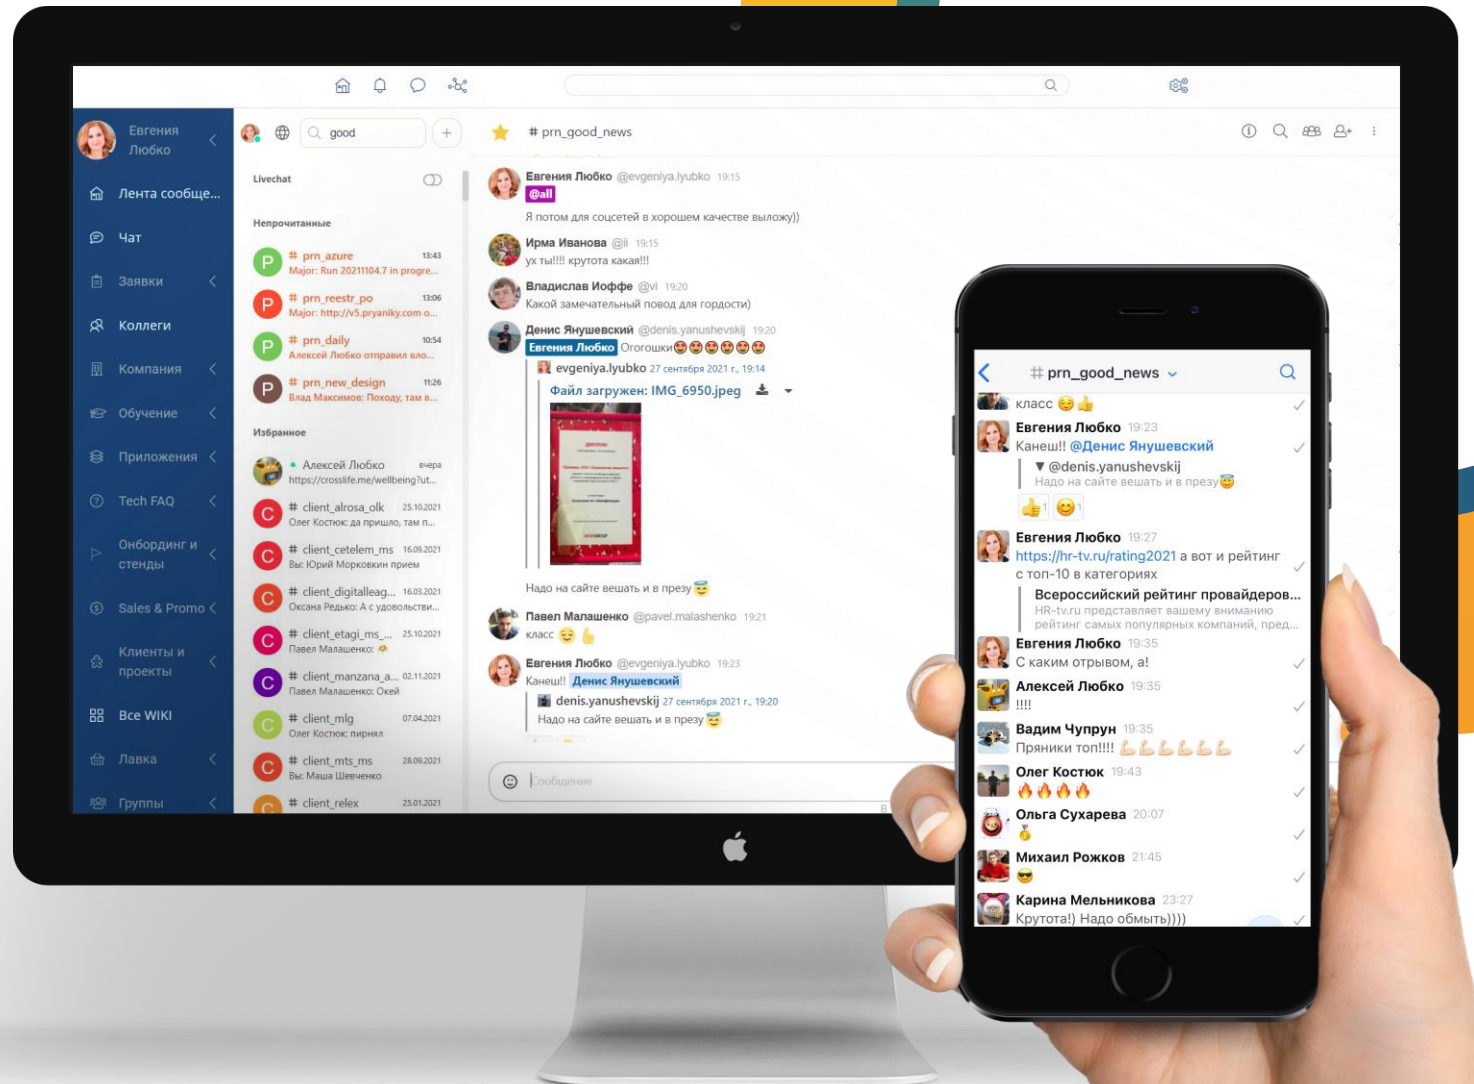 Евгения
Любко
Лента сообще...
Чат
Заявки
Коллеги
Компания
Обучение
Приложения
Tech FAQ
Онбординг и
стенды
Sales & Promo
Клиенты и
проекты
Все WIKI
Лавка
Группы
good
Livechat
Непрочитанные
# prn_azure 13:43
Major: Run 20211104.7 in progre...
# prn_reestr_po 13:06
Major: http://v5.pryaniky.com о...
# prn_daily 10:54
Алексей Любко отправил вло...
# prn_new_design 11:26
Влад Максимов: Походу, там в...
Избранное
Алексей Любко вчера
https://crosslife.me/wellbeing?ut...
# client_alrosa_olk 25.10.2021
Олег Костюк: да пришло, там п...
# client_cetelem_ms 16.09.2021
Вы: Юрий Морковкин прием
# client_digitalleag... 16.03.2021
Оксана Редько: А с удовольстви...
# client_etagi_ms_... 25.10.2021
Павел Малашенко:
# client_manzana_a... 02.11.2021
Павел Малашенко: Окей
# client_mlg 07.04.2021
Олег Костюк: пирнял
# client_mts_ms 28.09.2021
Вы: Маша Шевченко
# client_relex 25.01.2021
# prn_good_news
Евгения Любко @evgeniya.lyubko 19:15
@all
Я потом для соцсетей в хорошем качестве выложу))
Ирма Иванова @ii 19:15
ух ты!!!! крутота какая!!!
Владислав Иоффе @vi 19:20
Какой замечательный повод для гордости)
Денис Янушевский @denis.yanushevskij 19:20
Евгения Любко Огогошки😍😍😍😍😍😍
evgeniya.lyubko 27 сентября 2021 г., 19:14
Файл загружен: IMG_6950.jpeg
ДИПЛОМ
Надо на сайте вешать и в презу😇
Павел Малашенко @pavel.malashenko 19:21
класс 😊 👍
Евгения Любко @evgeniya.lyubko 19:23
Канеш!! Денис Янушевский
denis.yanushevskij 27 сентября 2021 г., 19:20
Надо на сайте вешать и в презу 😇
Сообщение
# prn_good_news
класс 😊👍
Евгения Любко 19:23
Канеш!! @Денис Янушевский
▼ @denis.yanushevskij
Надо на сайте вешать и в презу😇
👍1 😊1
Евгения Любко 19:27
https://hr-tv.ru/rating2021 а вот и рейтинг
с топ-10 в категориях
Всероссийский рейтинг провайдеров...
HR-tv.ru представляет вашему вниманию
рейтинг самых популярных компаний, пред...
Евгения Любко 19:35
С каким отрывом, а!
Алексей Любко 19:35
!!!!
Вадим Чупрун 19:35
Пряники топ!!!! 💪🏻💪🏻💪🏻💪🏻💪🏻💪🏻
Олег Костюк 19:43
🔥🔥🔥🔥
Ольга Сухарева 20:07
🥇
Михаил Рожков 21:45
😎
Карина Мельникова 23:27
Крутота!) Надо обмыть))))